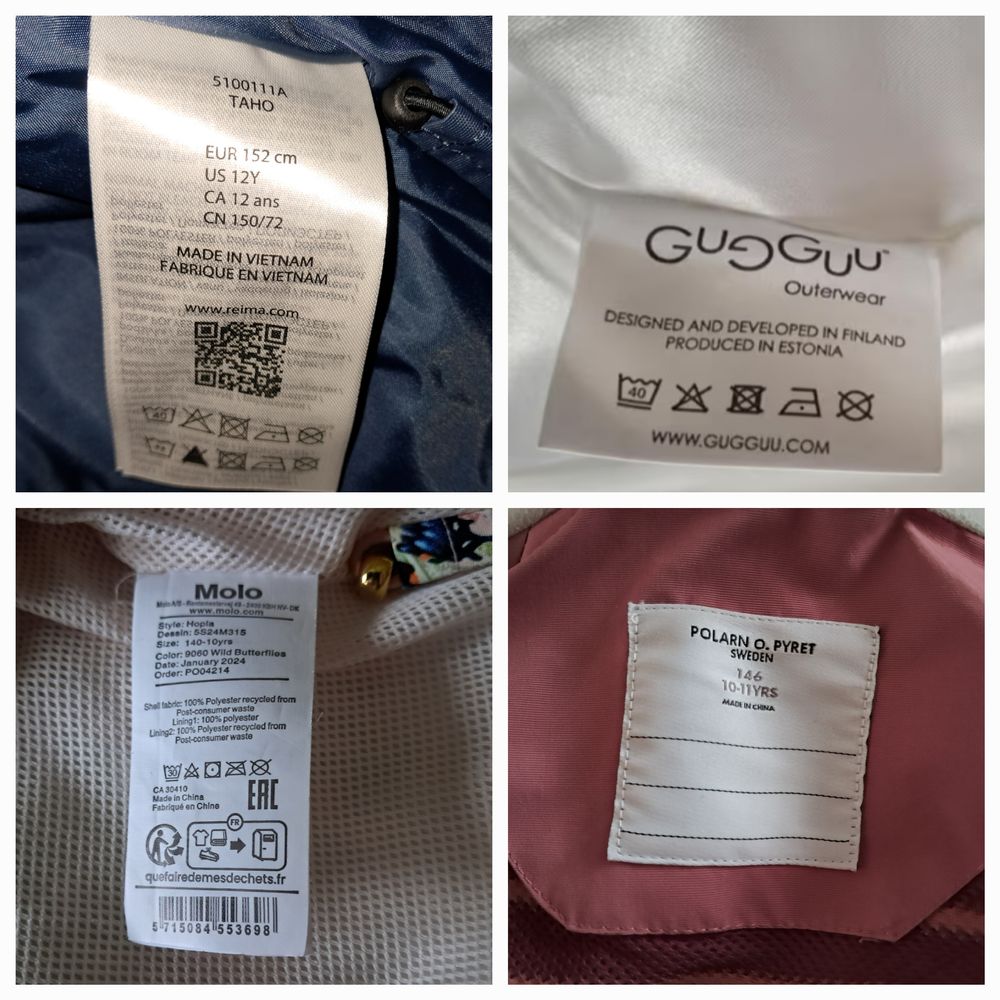 5100111A
TAHO
EUR 152 cm
US 12Y
CA 12 ans
CN 150/72
MADE IN VIETNAM
FABRIQUE EN VIETNAM
www.reima.com
40
GUGGUU™
Outerwear
DESIGNED AND DEVELOPED IN FINLAND
PRODUCED IN ESTONIA
40
WWW.GUGGUU.COM
Molo
www.molo.com
Style: Hopla
Dessin: 5S24M315
Size: 140-10yrs
Color: 9060 Wild Butterflies
Date: January 2024
Order: PO04214
Shell fabric: 100% Polyester recycled from
Post-consumer waste
Lining1: 100% polyester
Lining2: 100% Polyester recycled from
Post-consumer waste
30
CA 30410
Made in China
Fabriqué en Chine
EAC
FR
quefairedemesdechets.fr
5 715084 553698
POLARN O. PYRET
SWEDEN
146
10-11YRS
MADE IN CHINA